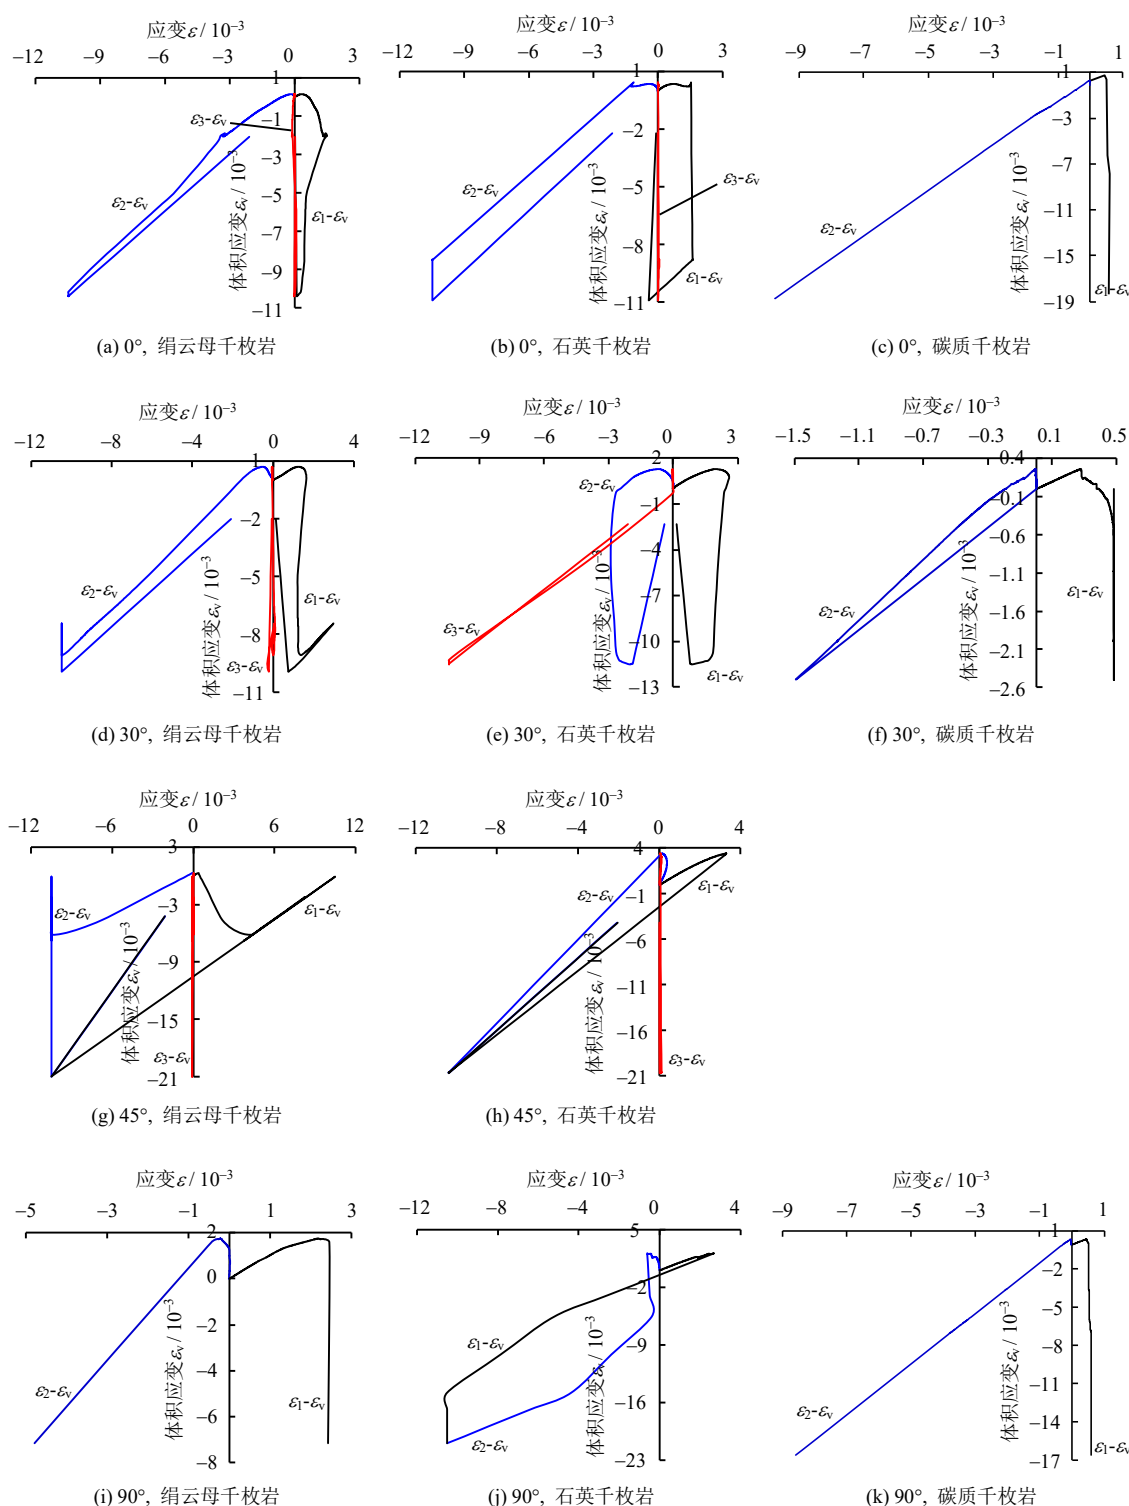 应变ε / 10⁻³ 应变ε / 10⁻³ 应变ε / 10⁻³
−12 −9 −6 −3 0 3 −12 −9 −6 −3 0 3 −9 −7 −5 −3 −1 1
1 −1 −3 −5 −7 −9 −11
体积应变εᵥ / 10⁻³
ε₃-εᵥ
ε₂-εᵥ
ε₁-εᵥ
1 −2 −5 −8 −11
体积应变εᵥ / 10⁻³
ε₂-εᵥ
ε₃-εᵥ
ε₁-εᵥ
−3 −7 −11 −15 −19
体积应变εᵥ / 10⁻³
ε₂-εᵥ
ε₁-εᵥ
(a) 0°, 绢云母千枚岩 (b) 0°, 石英千枚岩 (c) 0°, 碳质千枚岩
应变ε / 10⁻³ 应变ε / 10⁻³ 应变ε / 10⁻³
−12 −8 −4 0 4 −12 −9 −6 −3 0 3 −1.5 −1.1 −0.7 −0.3 0.1 0.5
1 −2 −5 −8 −11
体积应变εᵥ / 10⁻³
ε₂-εᵥ
ε₁-εᵥ
ε₃-εᵥ
2 −1 −4 −7 −10 −13
体积应变εᵥ / 10⁻³
ε₂-εᵥ
ε₃-εᵥ
ε₁-εᵥ
0.4 −0.1 −0.6 −1.1 −1.6 −2.1 −2.6
体积应变εᵥ / 10⁻³
ε₁-εᵥ
ε₂-εᵥ
(d) 30°, 绢云母千枚岩 (e) 30°, 石英千枚岩 (f) 30°, 碳质千枚岩
应变ε / 10⁻³ 应变ε / 10⁻³
−12 −6 0 6 12 −12 −8 −4 0 4
3 −3 −9 −15 −21
体积应变εᵥ / 10⁻³
ε₂-εᵥ
ε₁-εᵥ
ε₃-εᵥ
4 −1 −6 −11 −16 −21
体积应变εᵥ / 10⁻³
ε₂-εᵥ
ε₁-εᵥ
ε₃-εᵥ
(g) 45°, 绢云母千枚岩 (h) 45°, 石英千枚岩
应变ε / 10⁻³ 应变ε / 10⁻³ 应变ε / 10⁻³
−5 −3 −1 1 3 −12 −8 −4 0 4 −9 −7 −5 −3 −1 1
2 0 −2 −4 −6 −8
体积应变εᵥ / 10⁻³
ε₂-εᵥ
ε₁-εᵥ
5 −2 −9 −16 −23
体积应变εᵥ / 10⁻³
ε₁-εᵥ
ε₂-εᵥ
1 −2 −5 −8 −11 −14 −17
体积应变εᵥ / 10⁻³
ε₂-εᵥ
ε₁-εᵥ
(i) 90°, 绢云母千枚岩 (j) 90°, 石英千枚岩 (k) 90°, 碳质千枚岩